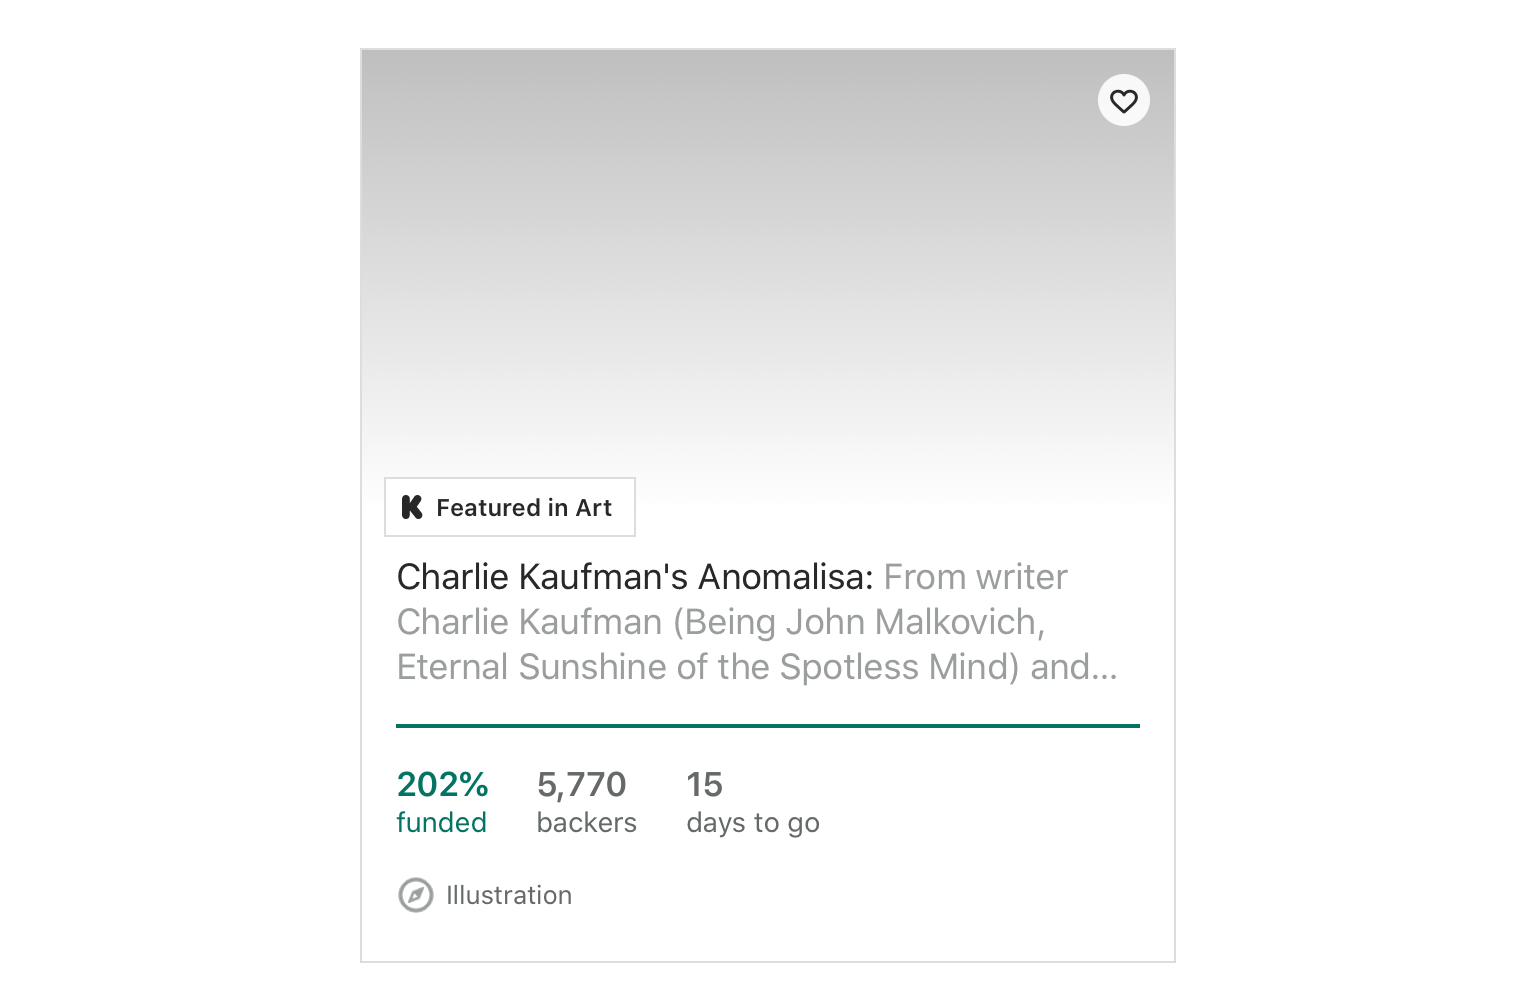 Featured in Art
Charlie Kaufman's Anomalisa: From writer
Charlie Kaufman (Being John Malkovich,
Eternal Sunshine of the Spotless Mind) and...
202% 5,770 15
funded backers days to go
Illustration